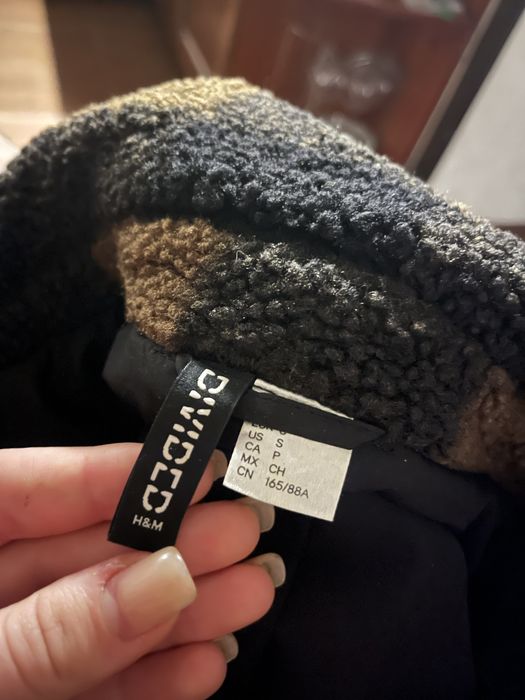 DIVIDED
H&M
US S
CA P
MX CH
CN 165/88A